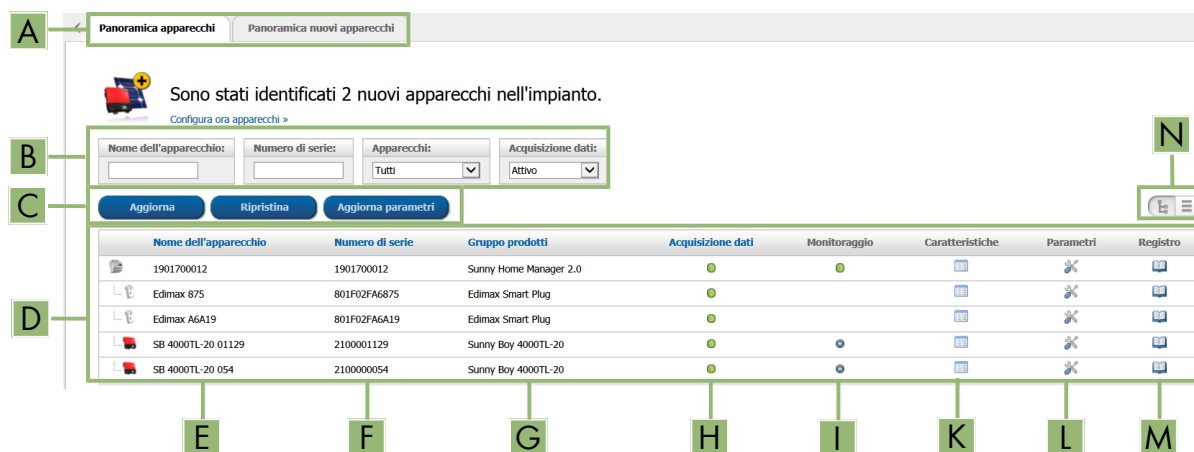 A
Panoramica apparecchi Panoramica nuovi apparecchi
Sono stati identificati 2 nuovi apparecchi nell'impianto.
Configura ora apparecchi »
B
Nome dell'apparecchio: Numero di serie: Apparecchi: Acquisizione dati:
Tutti Attivo
N
C
Aggiorna Ripristina Aggiorna parametri
D
Nome dell'apparecchio Numero di serie Gruppo prodotti Acquisizione dati Monitoraggio Caratteristiche Parametri Registro
1901700012 1901700012 Sunny Home Manager 2.0
Edimax 875 801F02FA6875 Edimax Smart Plug
Edimax A6A19 801F02FA6A19 Edimax Smart Plug
SB 4000TL-20 01129 2100001129 Sunny Boy 4000TL-20
SB 4000TL-20 054 2100000054 Sunny Boy 4000TL-20
E F G H I K L M